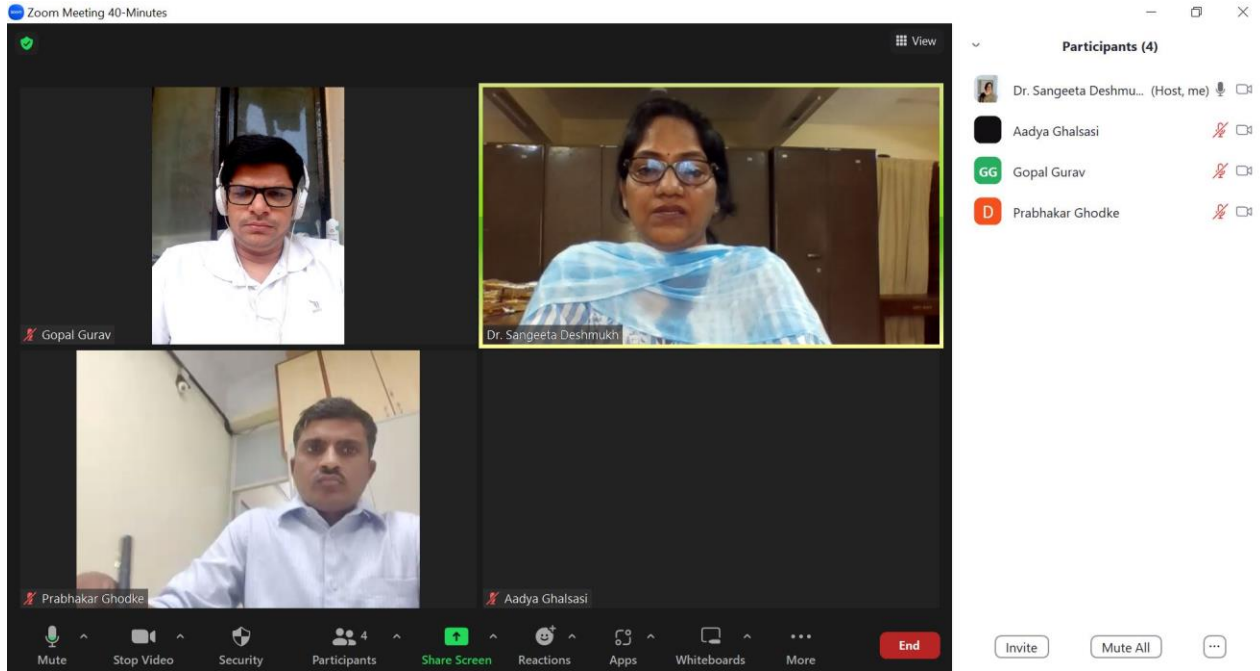 Zoom Meeting 40-Minutes
View
Participants (4)
Dr. Sangeeta Deshmu... (Host, me)
Aadya Ghalsasi
GG Gopal Gurav
D Prabhakar Ghodke
Gopal Gurav
Dr. Sangeeta Deshmukh
Prabhakar Ghodke
Aadya Ghalsasi
4
Mute Stop Video Security Participants Share Screen Reactions Apps Whiteboards More End
Invite Mute All